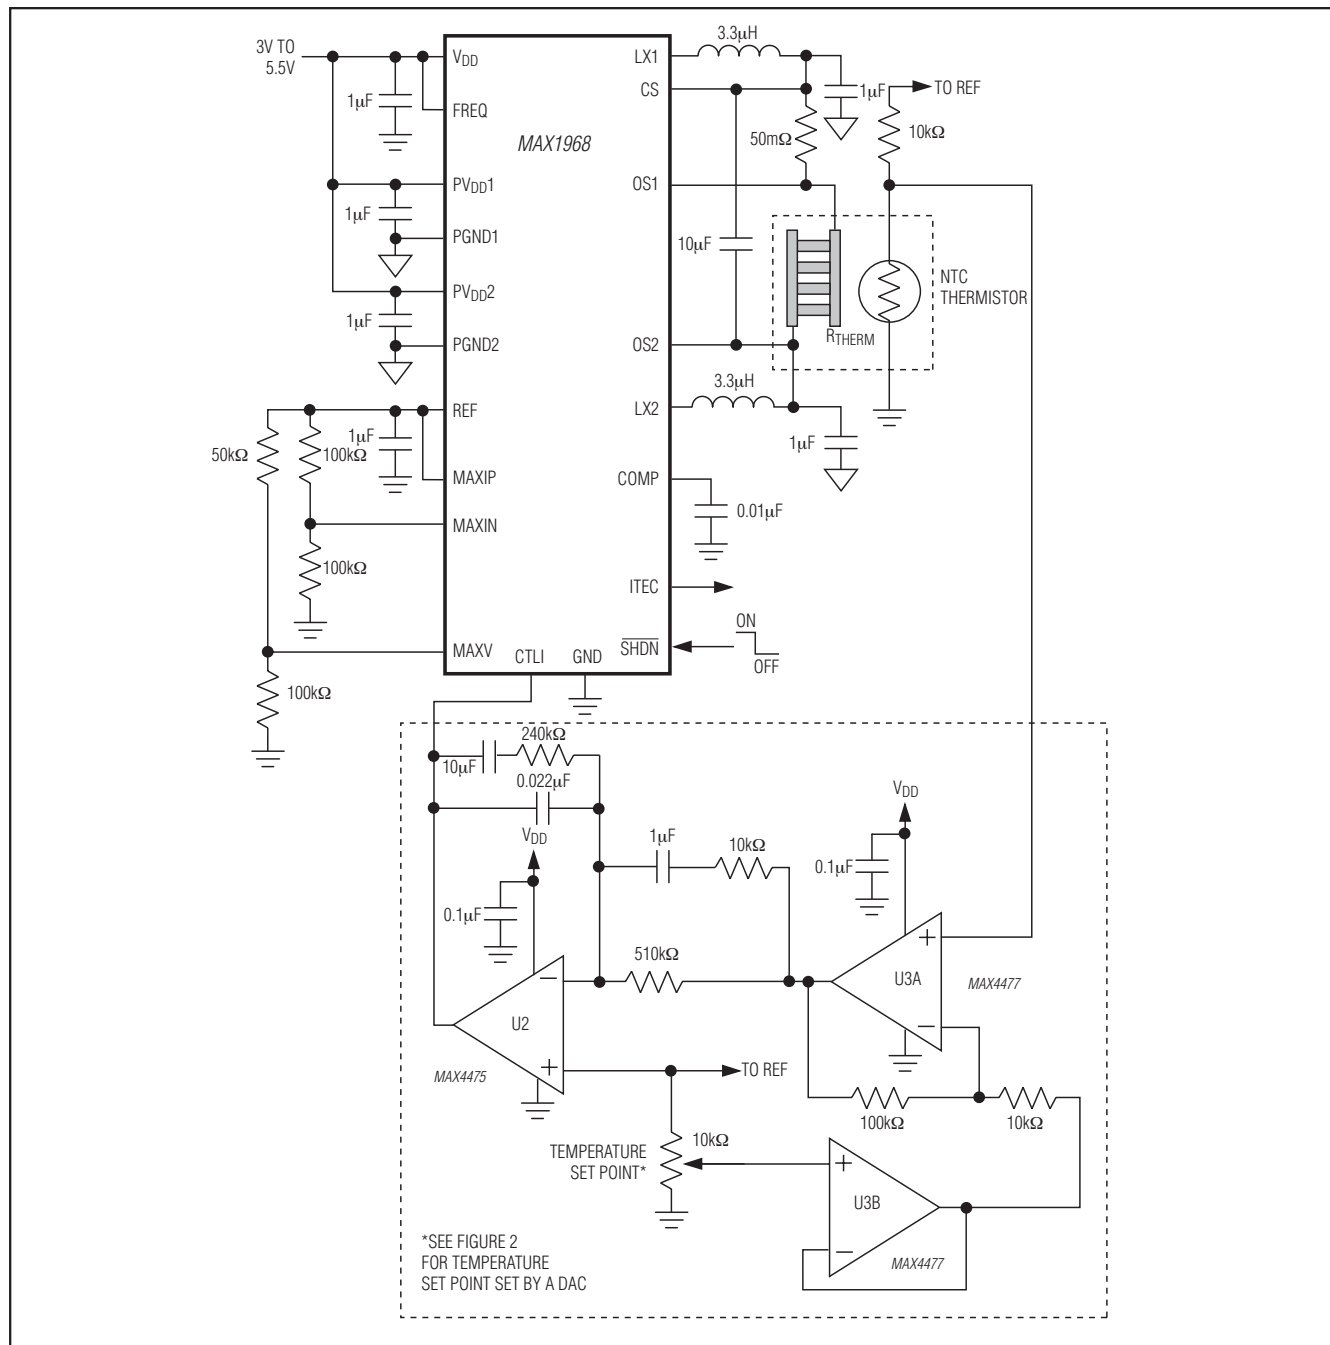 3V TO
5.5V
VDD
FREQ
1µF
MAX1968
PVDD1
1µF
PGND1
PVDD2
1µF
PGND2
REF
50kΩ
100kΩ
1µF
MAXIP
MAXIN
100kΩ
MAXV
100kΩ
CTLI
GND
LX1
3.3µH
CS
1µF
TO REF
50mΩ
10kΩ
OS1
10µF
NTC
THERMISTOR
RTHERM
OS2
3.3µH
LX2
1µF
COMP
0.01µF
ITEC
SHDN
ON
OFF
240kΩ
10µF
0.022µF
VDD
0.1µF
1µF
10kΩ
VDD
0.1µF
510kΩ
U3A
MAX4477
U2
MAX4475
TO REF
100kΩ
10kΩ
10kΩ
TEMPERATURE
SET POINT*
U3B
MAX4477
*SEE FIGURE 2
FOR TEMPERATURE
SET POINT SET BY A DAC